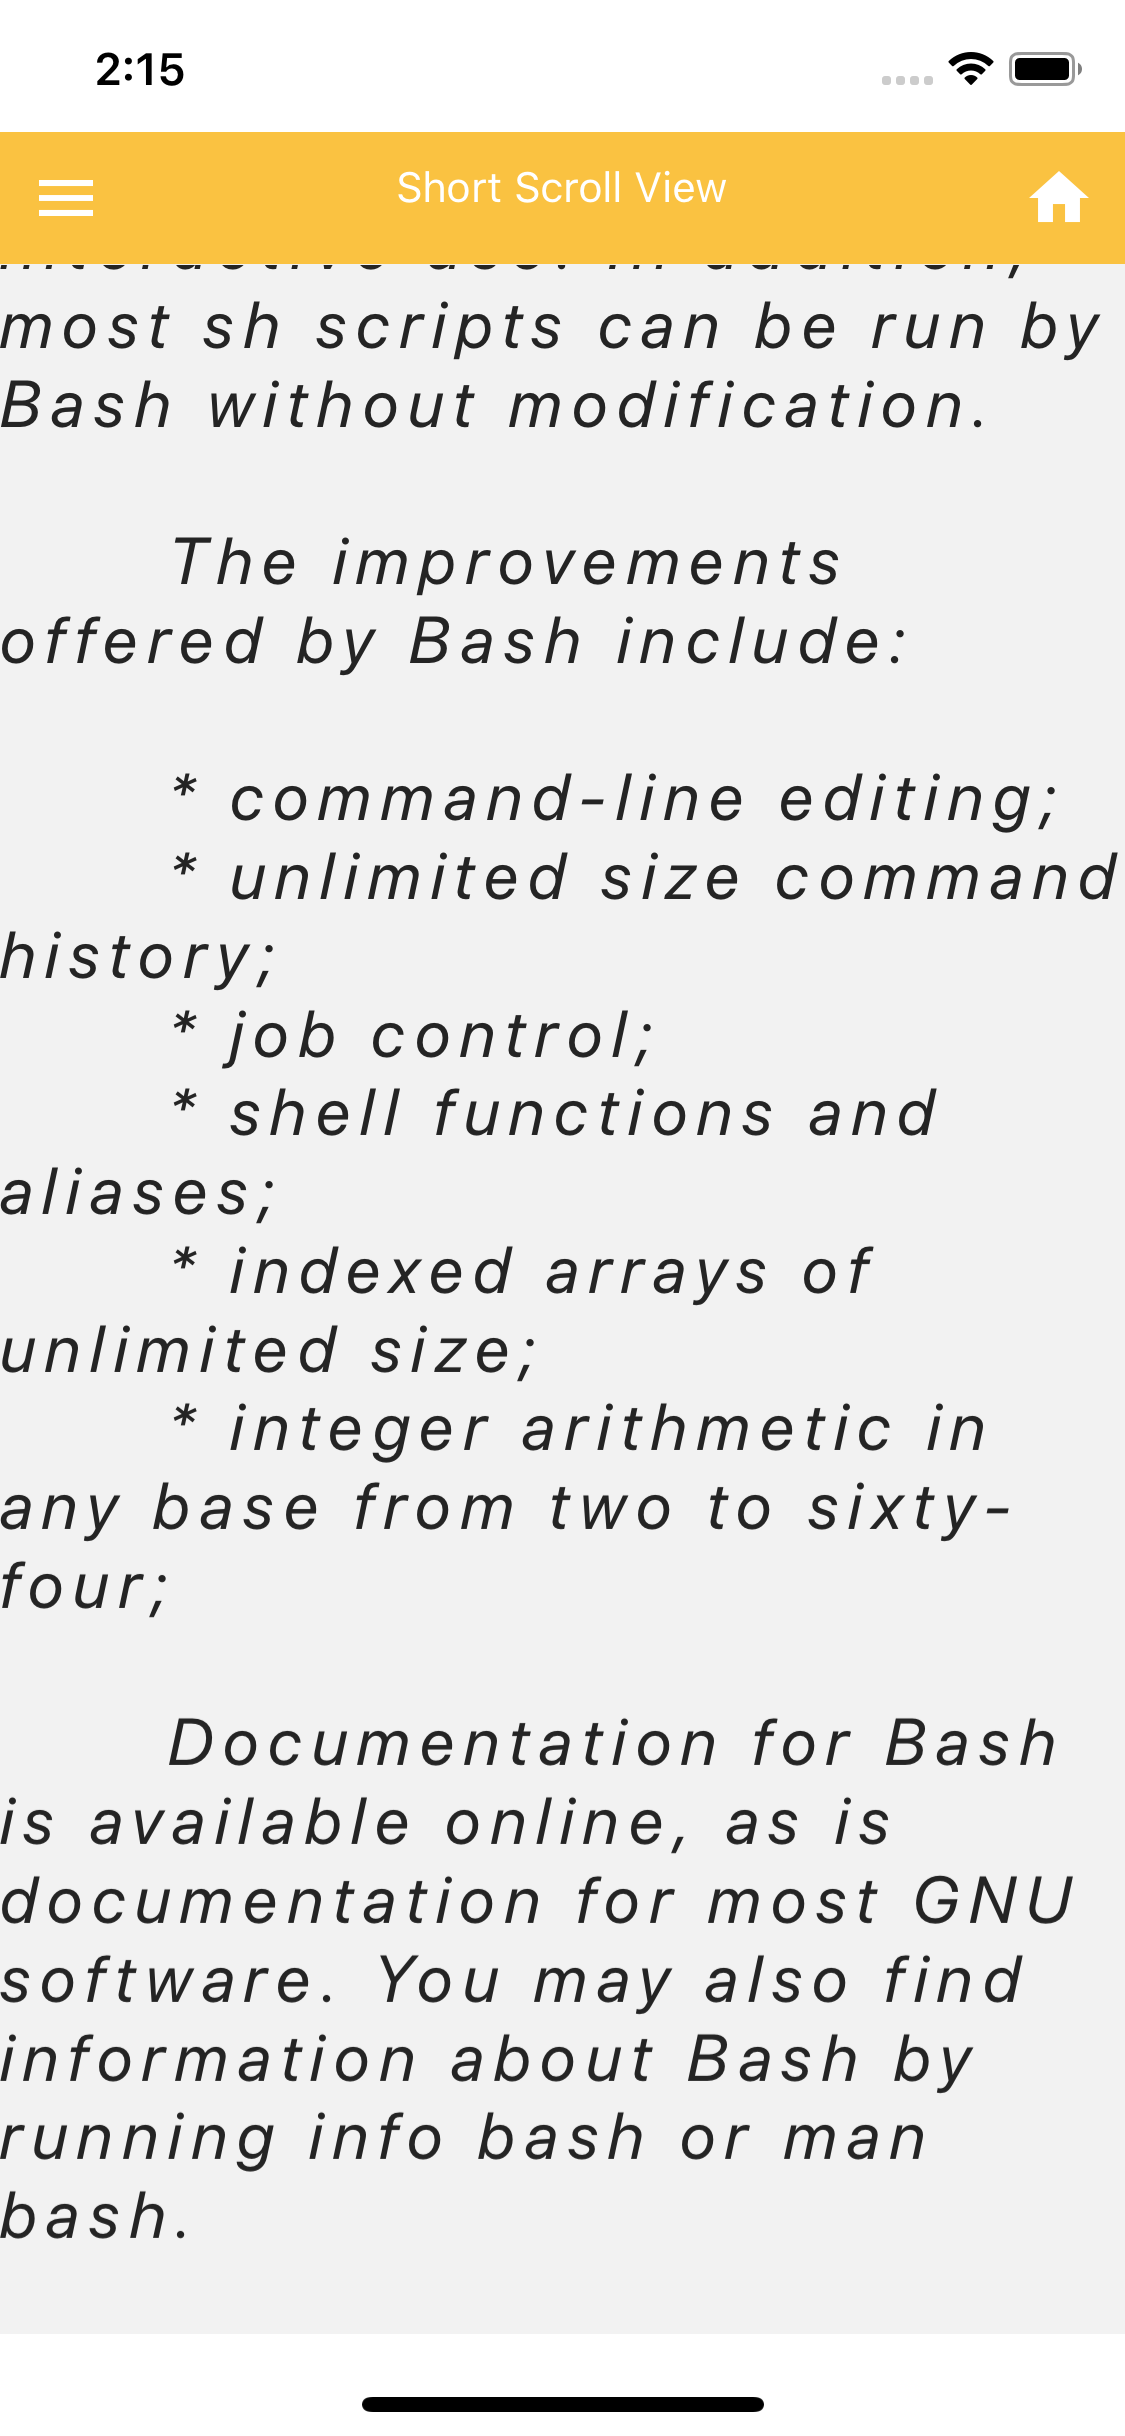 2:15
Short Scroll View
most sh scripts can be run by
Bash without modification.
The improvements
offered by Bash include:
* command-line editing;
* unlimited size command
history;
* job control;
* shell functions and
aliases;
* indexed arrays of
unlimited size;
* integer arithmetic in
any base from two to sixty-
four;
Documentation for Bash
is available online, as is
documentation for most GNU
software. You may also find
information about Bash by
running info bash or man
bash.